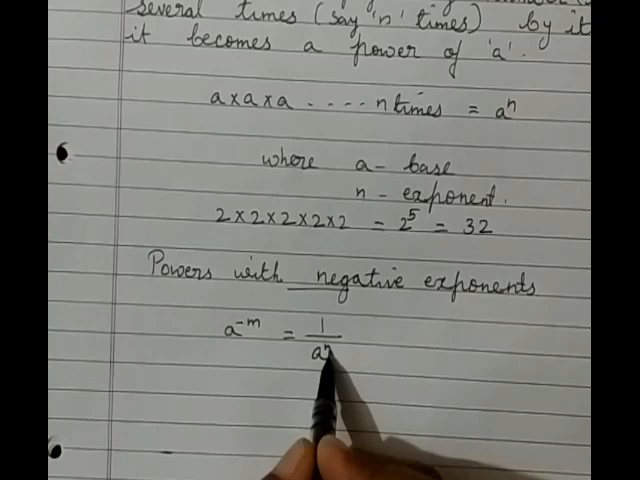 several times (say 'n' times) by it
it becomes a power of 'a'.
a×a×a ..... n times = aⁿ
where a - base
n - exponent.
2×2×2×2×2 = 2⁵ = 32
Powers with negative exponents
a⁻ᵐ = 1/a